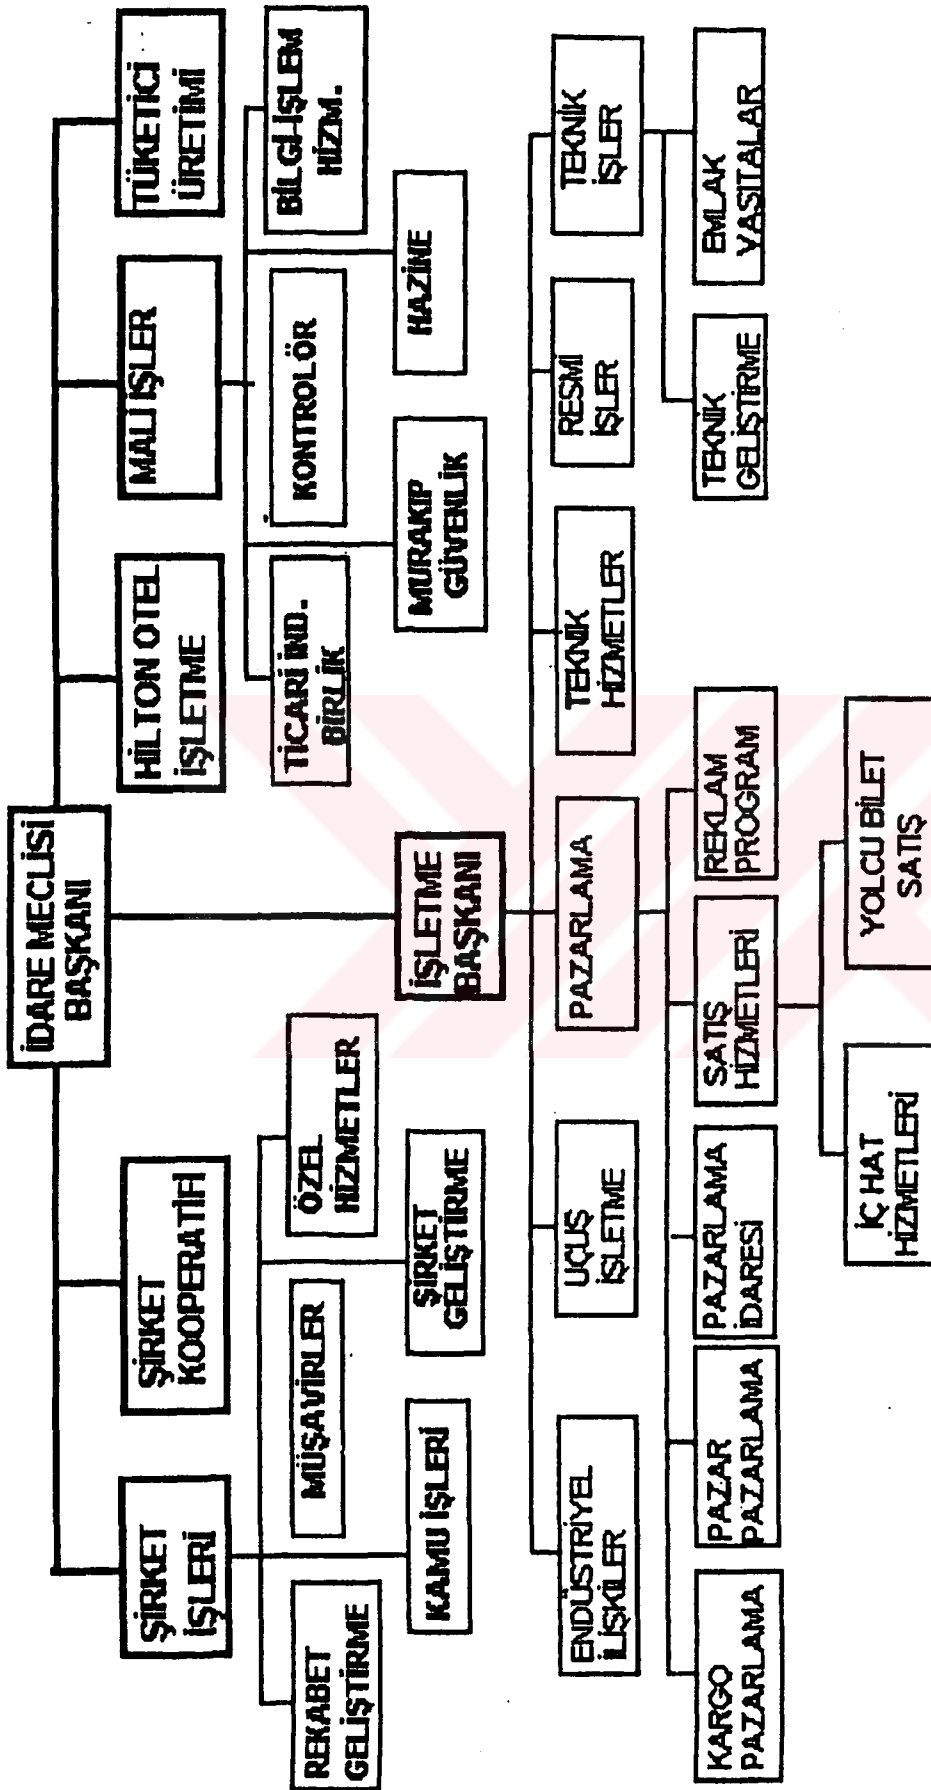 İDARE MECLİSİ
BAŞKANI
ŞİRKET
İŞLERİ
ŞİRKET
KOOPERATİFİ
HİLTON OTEL
İŞLETME
MALİ İŞLER
TÜKETİCİ
ÜRETİMİ
REKABET
GELİŞTİRME
MÜŞAVİRLER
ÖZEL
HİZMETLER
TİCARİ İND.
BİRLİK
KONTROLÖR
BİLGİ-İŞLEM
HİZM.
KAMU İŞLERİ
ŞİRKET
GELİŞTİRME
İŞLETME
BAŞKANI
MURAKIP
GÜVENLİK
HAZİNE
ENDÜSTRİYEL
İLİŞKİLER
UÇUŞ
İŞLETME
PAZARLAMA
TEKNİK
HİZMETLER
RESMİ
İŞLER
TEKNİK
İŞLER
KARGO
PAZARLAMA
PAZAR
PAZARLAMA
PAZARLAMA
İDARESİ
SATIŞ
HİZMETLERİ
REKLAM
PROGRAM
TEKNİK
GELİŞTİRME
EMLAK
VASITALAR
İÇ HAT
HİZMETLERİ
YOLCU BİLET
SATIŞ